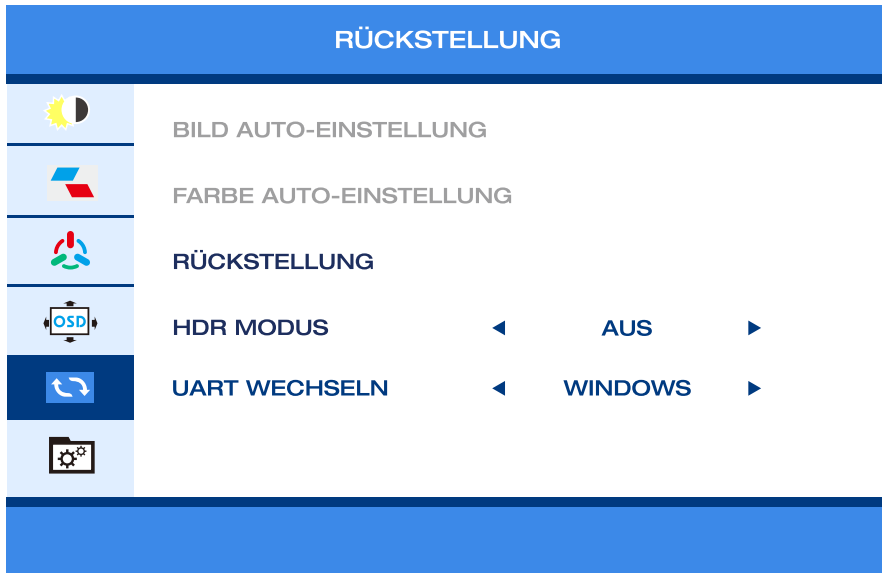 RÜCKSTELLUNG
BILD AUTO-EINSTELLUNG
FARBE AUTO-EINSTELLUNG
RÜCKSTELLUNG
HDR MODUS AUS
OSD
UART WECHSELN WINDOWS